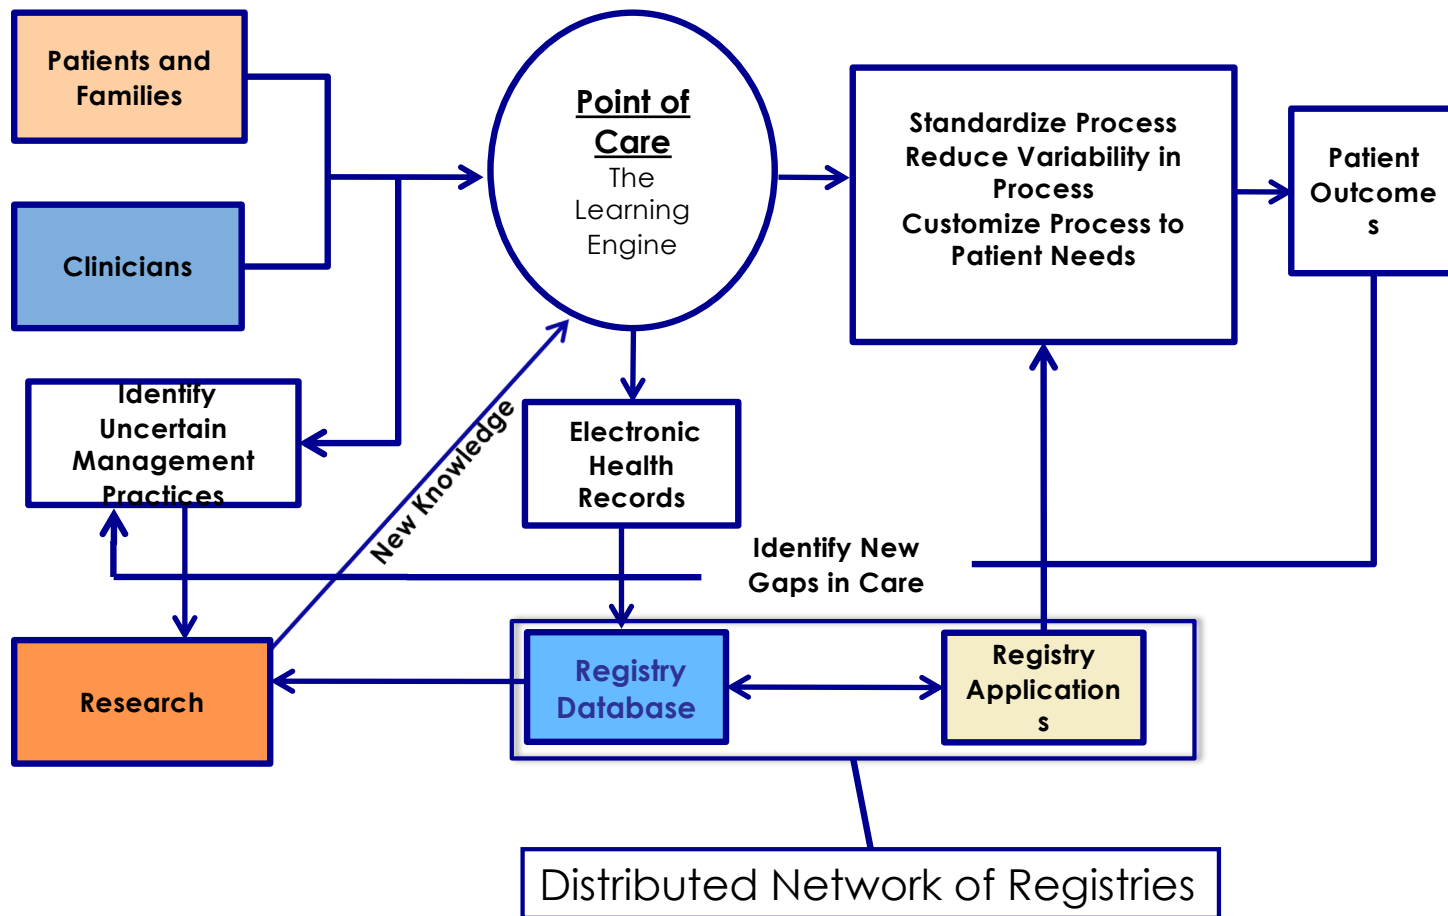 Patients and
Families
Point of
Care
The
Learning
Engine
Standardize Process
Reduce Variability in
Process
Customize Process to
Patient Needs
Patient
Outcome
s
Clinicians
Identify
Uncertain
Management
Practices
New Knowledge
Electronic
Health
Records
Identify New
Gaps in Care
Research
Registry
Database
Registry
Application
s
Distributed Network of Registries